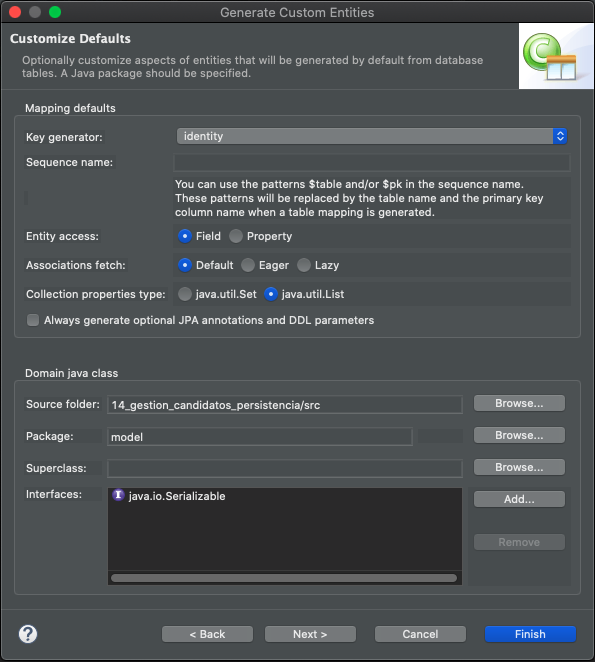 Generate Custom Entities
Customize Defaults
Optionally customize aspects of entities that will be generated by default from database
tables. A Java package should be specified.
Mapping defaults
Key generator: identity
Sequence name:
You can use the patterns $table and/or $pk in the sequence name.
These patterns will be replaced by the table name and the primary key
column name when a table mapping is generated.
Entity access: Field Property
Associations fetch: Default Eager Lazy
Collection properties type: java.util.Set java.util.List
Always generate optional JPA annotations and DDL parameters
Domain java class
Source folder: 14_gestion_candidatos_persistencia/src Browse...
Package: model Browse...
Superclass: Browse...
Interfaces: I java.io.Serializable Add...
Remove
? < Back Next > Cancel Finish